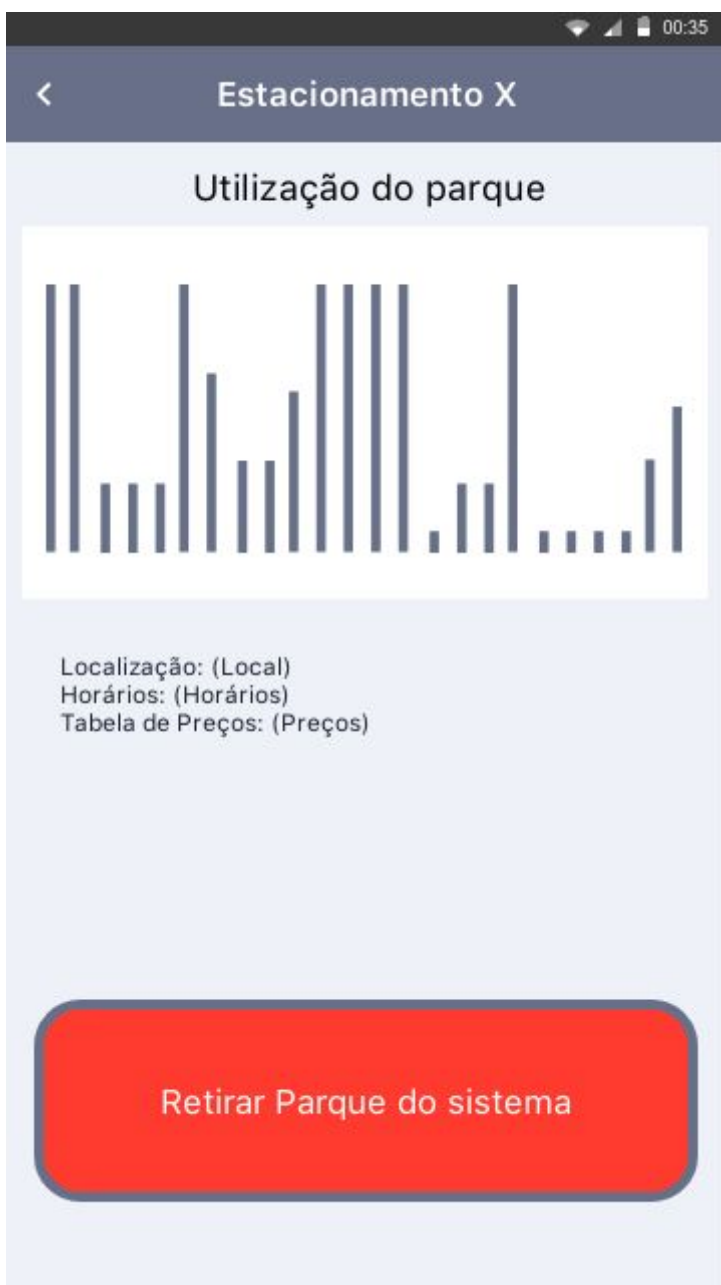 00:35
Estacionamento X
Utilização do parque
Localização: (Local)
Horários: (Horários)
Tabela de Preços: (Preços)
Retirar Parque do sistema